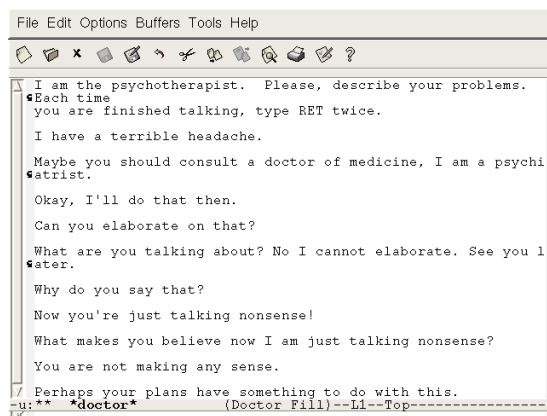 File Edit Options Buffers Tools Help
I am the psychotherapist.  Please, describe your problems.
Each time
you are finished talking, type RET twice.
I have a terrible headache.
Maybe you should consult a doctor of medicine, I am a psychi
atrist.
Okay, I'll do that then.
Can you elaborate on that?
What are you talking about? No I cannot elaborate. See you l
ater.
Why do you say that?
Now you're just talking nonsense!
What makes you believe now I am just talking nonsense?
You are not making any sense.
Perhaps your plans have something to do with this.
-u:**  *doctor*          (Doctor Fill)--L1--Top----------------